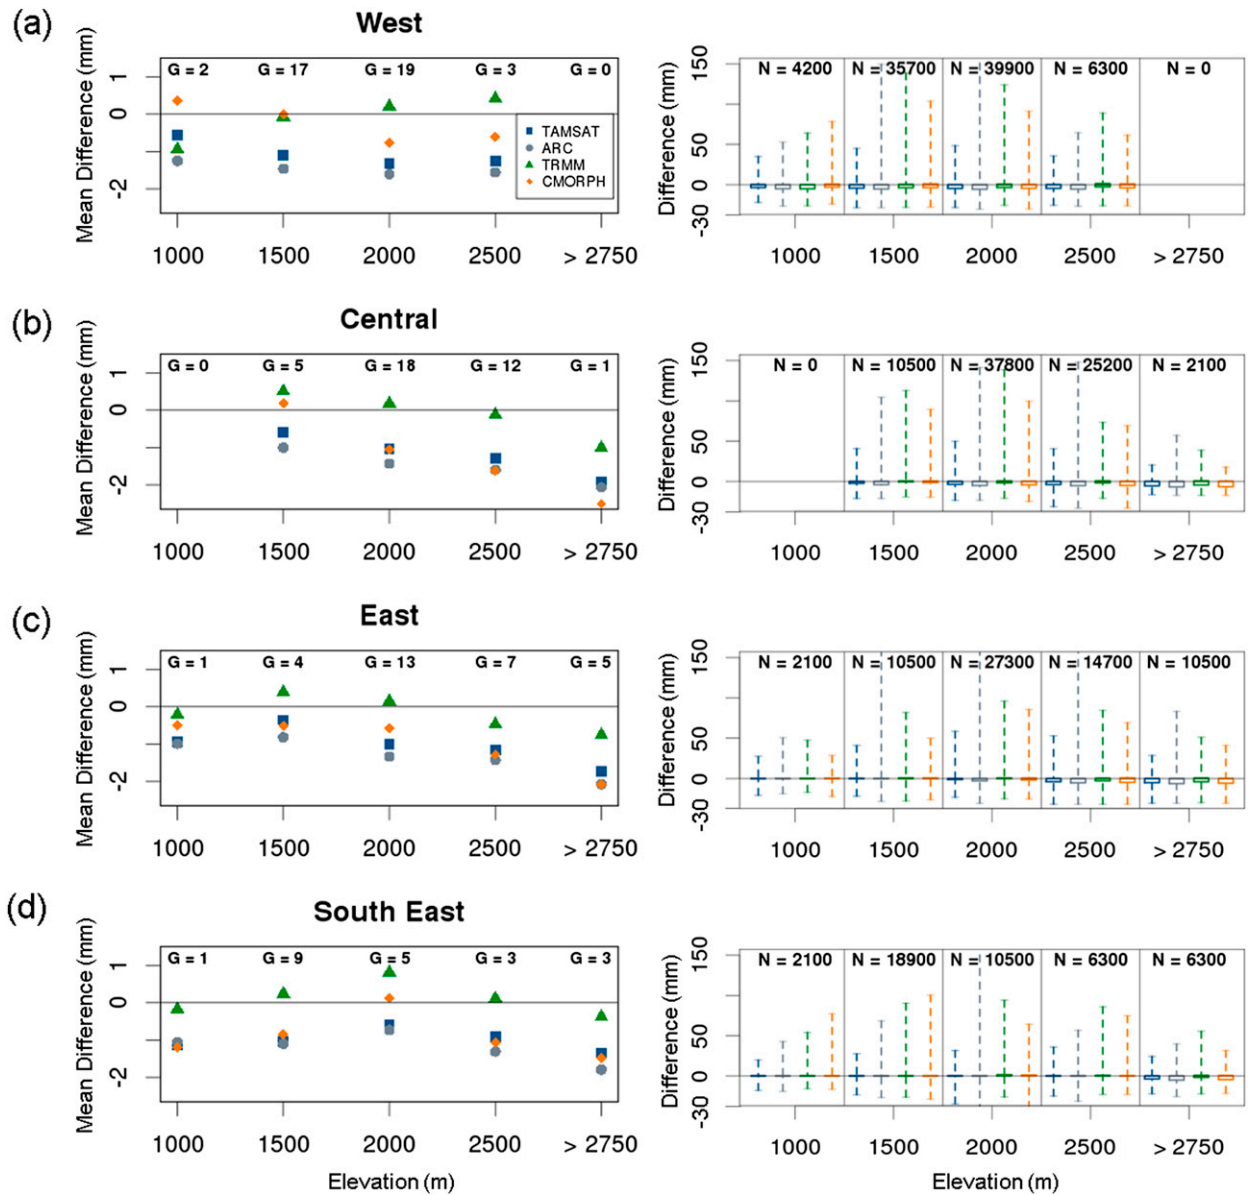 (a)
West
Mean Difference (mm)
1
0
-2
G = 2
G = 17
G = 19
G = 3
G = 0
TAMSAT
ARC
TRMM
CMORPH
1000
1500
2000
2500
> 2750
Difference (mm)
150
50
0
-30
N = 4200
N = 35700
N = 39900
N = 6300
N = 0
1000
1500
2000
2500
> 2750
(b)
Central
Mean Difference (mm)
1
0
-2
G = 0
G = 5
G = 18
G = 12
G = 1
1000
1500
2000
2500
> 2750
Difference (mm)
150
50
0
-30
N = 0
N = 10500
N = 37800
N = 25200
N = 2100
1000
1500
2000
2500
> 2750
(c)
East
Mean Difference (mm)
1
0
-2
G = 1
G = 4
G = 13
G = 7
G = 5
1000
1500
2000
2500
> 2750
Difference (mm)
150
50
0
-30
N = 2100
N = 10500
N = 27300
N = 14700
N = 10500
1000
1500
2000
2500
> 2750
(d)
South East
Mean Difference (mm)
1
0
-2
G = 1
G = 9
G = 5
G = 3
G = 3
1000
1500
2000
2500
> 2750
Elevation (m)
Difference (mm)
150
50
0
-30
N = 2100
N = 18900
N = 10500
N = 6300
N = 6300
1000
1500
2000
2500
> 2750
Elevation (m)